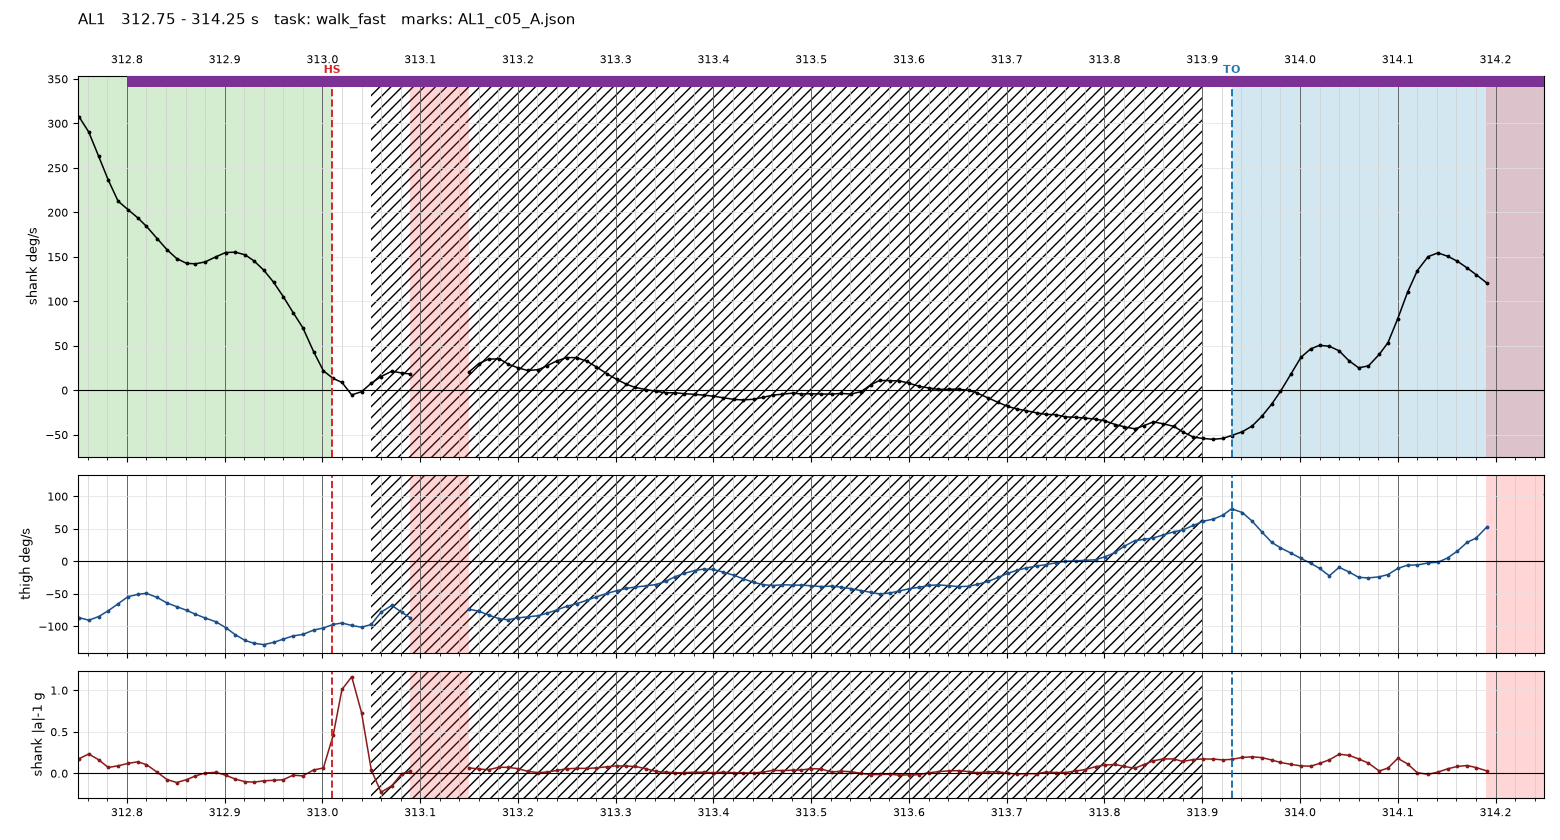 AL1   312.75 - 314.25 s   task: walk_fast   marks: AL1_c05_A.json
312.8 312.9 313.0 313.1 313.2 313.3 313.4 313.5 313.6 313.7 313.8 313.9 314.0 314.1 314.2
HS TO
350
300
250
200
150
100
50
0
−50
shank deg/s
100
50
0
−50
−100
thigh deg/s
1.0
0.5
0.0
shank |a|-1 g
312.8 312.9 313.0 313.1 313.2 313.3 313.4 313.5 313.6 313.7 313.8 313.9 314.0 314.1 314.2